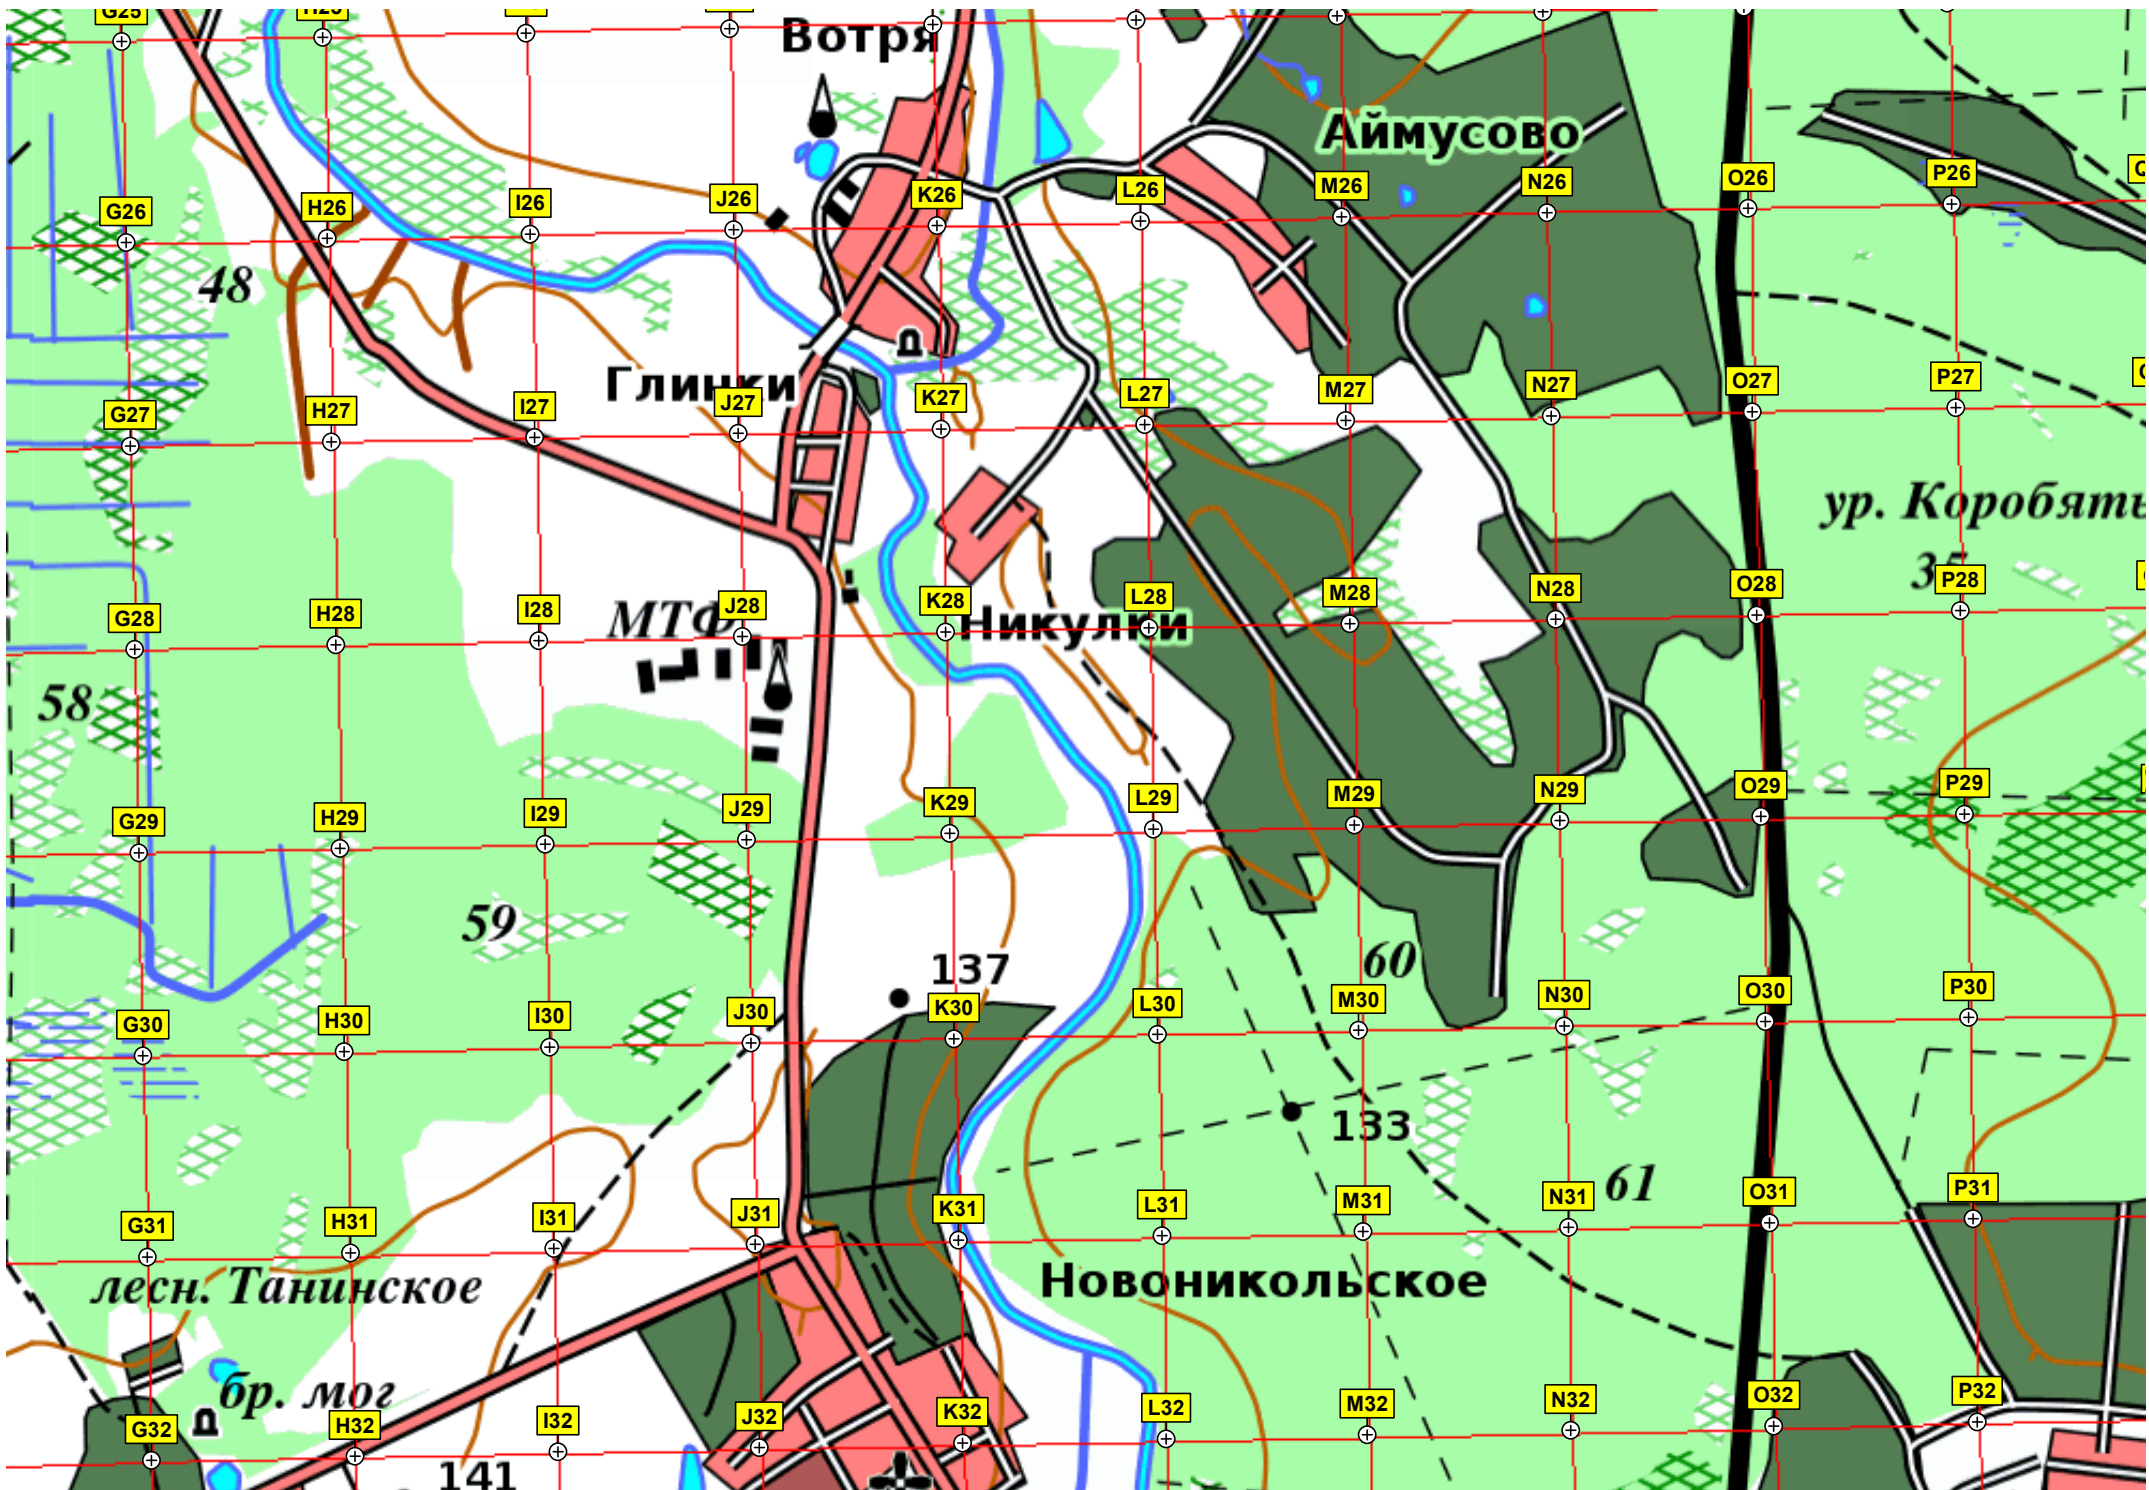 G25
Вотря
Аймусово
G26 H26 I26 J26 K26 L26 M26 N26 O26 P26
48
Глинки
G27 H27 I27 J27 K27 L27 M27 N27 O27 P27
ур. Коробять
35
МТФ
Никулки
G28 H28 I28 J28 K28 L28 M28 N28 O28 P28
58
G29 H29 I29 J29 K29 L29 M29 N29 O29 P29
59
60
137
G30 H30 I30 J30 K30 L30 M30 N30 O30 P30
133
61
G31 H31 I31 J31 K31 L31 M31 N31 O31 P31
лесн. Танинское
Новоникольское
бр. мог
G32 H32 I32 J32 K32 L32 M32 N32 O32 P32
141